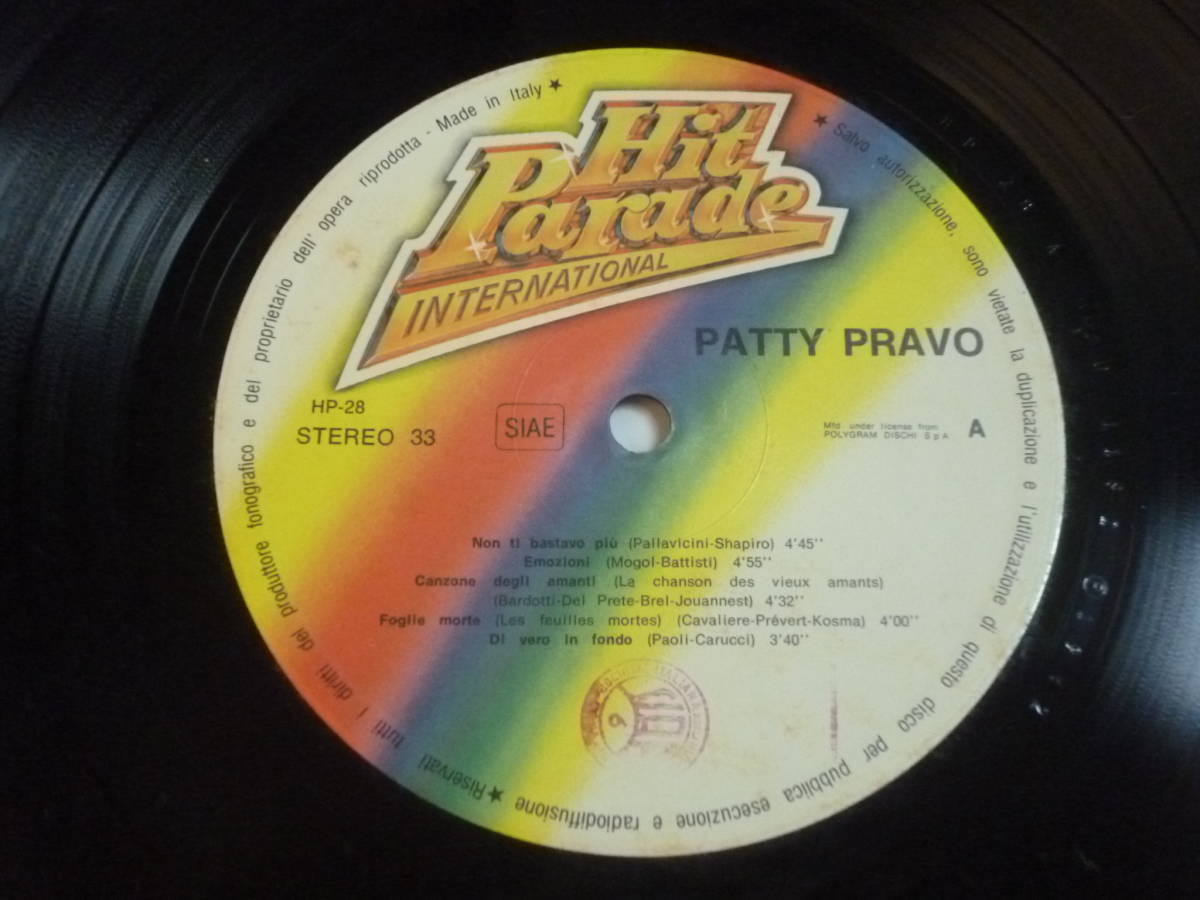 Hit
Parade
INTERNATIONAL
PATTY PRAVO
HP-28
STEREO 33
SIAE
Mfd under license from
POLYGRAM DISCHI SpA
A
Non ti bastavo più (Pallavicini-Shapiro) 4'45''
Emozioni (Mogol-Battisti) 4'55''
Canzone degli amanti (La chanson des vieux amants)
(Bardotti-Del Prete-Brel-Jouannest) 4'32''
Foglie morte (Les feuilles mortes) (Cavaliere-Prévert-Kosma) 4'00''
Di vero in fondo (Paoli-Carucci) 3'40''
★ Riservati tutti i diritti del produttore fonografico e del proprietario dell' opera riprodotta - Made in Italy ★
★ Salvo autorizzazione, sono vietate la duplicazione e l'utilizzazione di questo disco per pubblica esecuzione e radiodiffusione